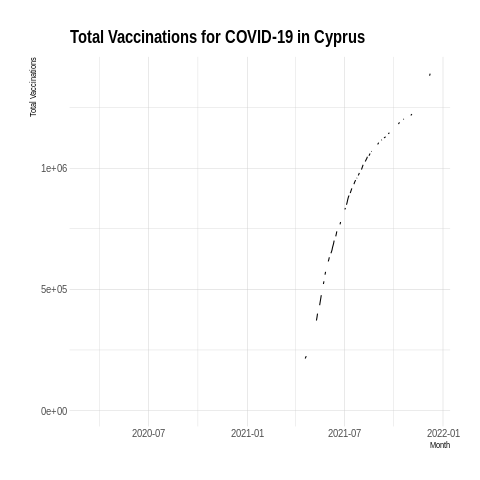 Total Vaccinations for COVID-19 in Cyprus
Total Vaccinations
1e+06
5e+05
0e+00
2020-07 2021-01 2021-07 2022-01
Month